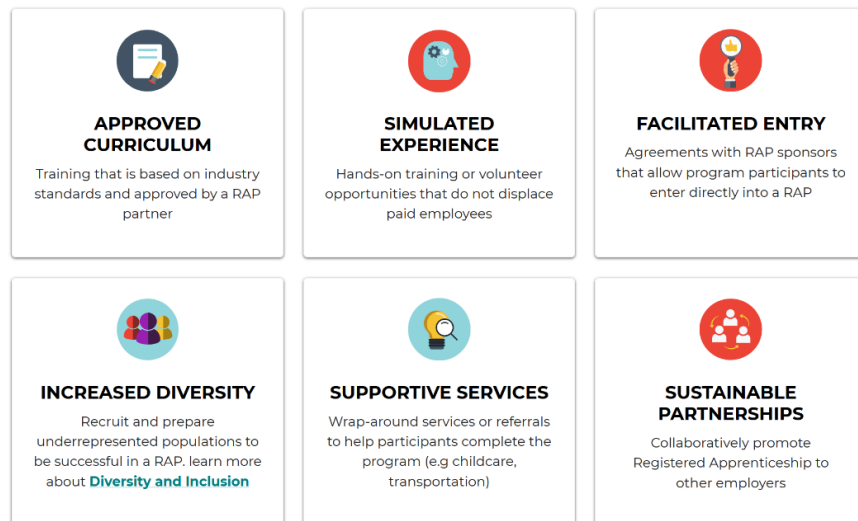 APPROVED
CURRICULUM
Training that is based on industry
standards and approved by a RAP
partner
SIMULATED
EXPERIENCE
Hands-on training or volunteer
opportunities that do not displace
paid employees
FACILITATED ENTRY
Agreements with RAP sponsors
that allow program participants to
enter directly into a RAP
INCREASED DIVERSITY
Recruit and prepare
underrepresented populations to
be successful in a RAP. learn more
about Diversity and Inclusion
SUPPORTIVE SERVICES
Wrap-around services or referrals
to help participants complete the
program (e.g childcare,
transportation)
SUSTAINABLE
PARTNERSHIPS
Collaboratively promote
Registered Apprenticeship to
other employers